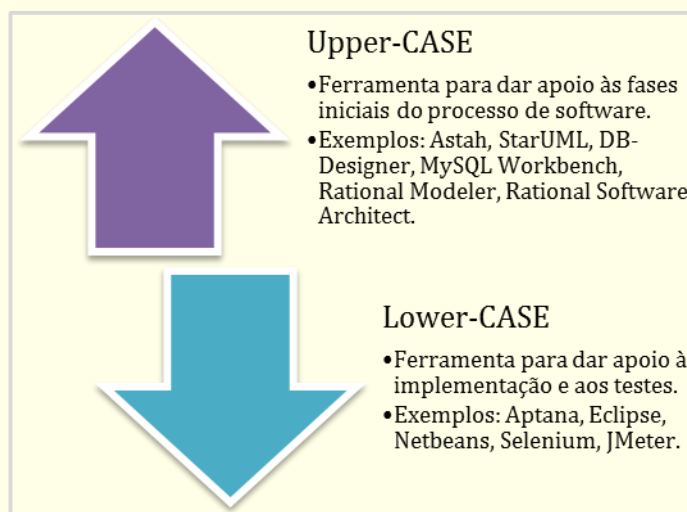 Upper-CASE
•Ferramenta para dar apoio às fases
iniciais do processo de software.
•Exemplos: Astah, StarUML, DB-
Designer, MySQL Workbench,
Rational Modeler, Rational Software
Architect.
Lower-CASE
•Ferramenta para dar apoio à
implementação e aos testes.
•Exemplos: Aptana, Eclipse,
Netbeans, Selenium, JMeter.